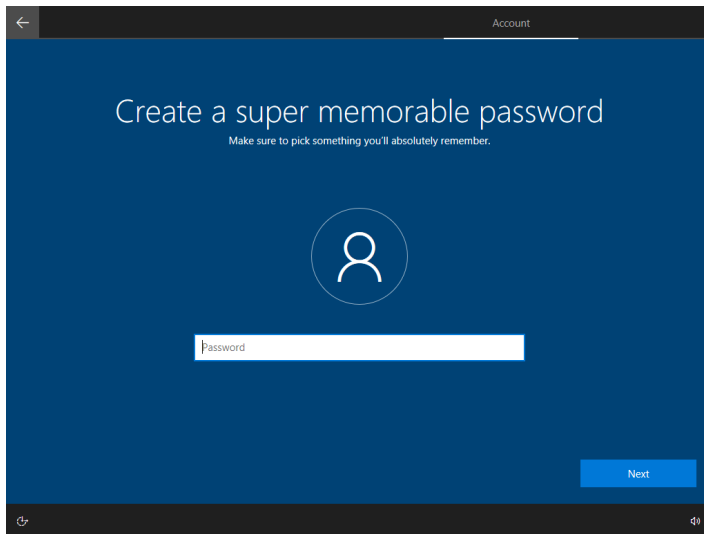 Account
Create a super memorable password
Make sure to pick something you'll absolutely remember.
Password
Next